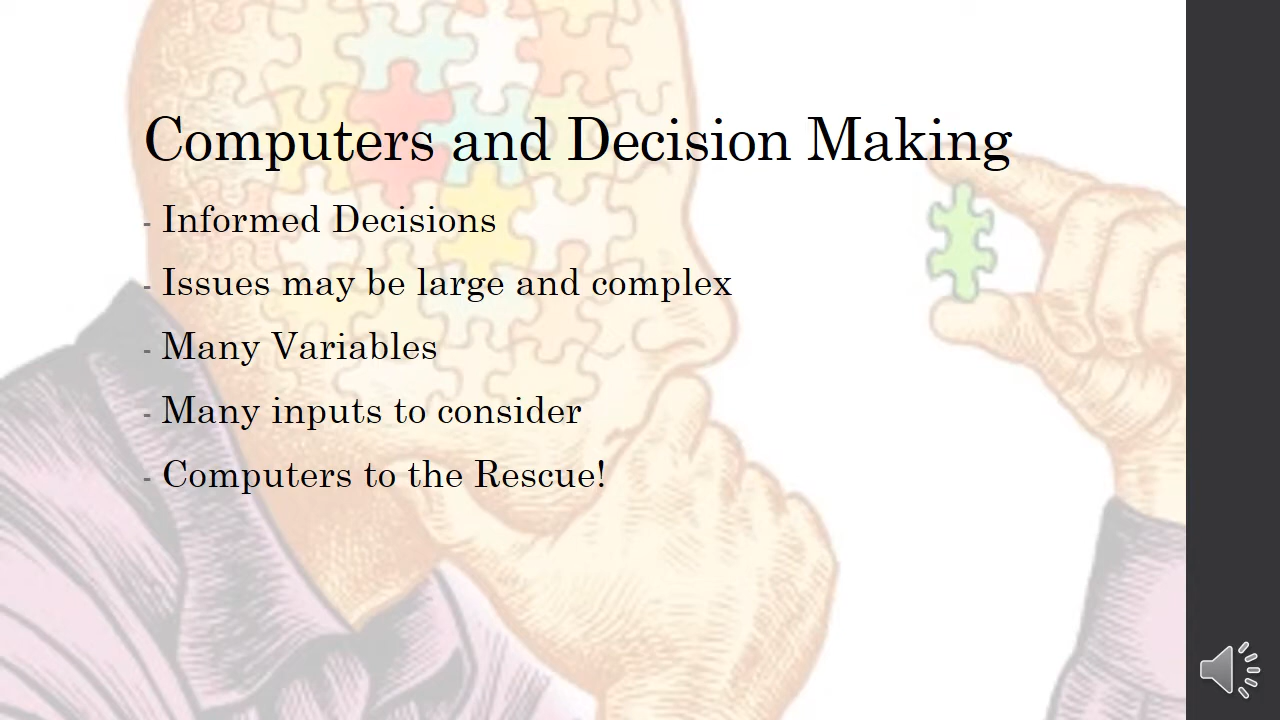 Computers and Decision Making
- Informed Decisions
- Issues may be large and complex
- Many Variables
- Many inputs to consider
- Computers to the Rescue!